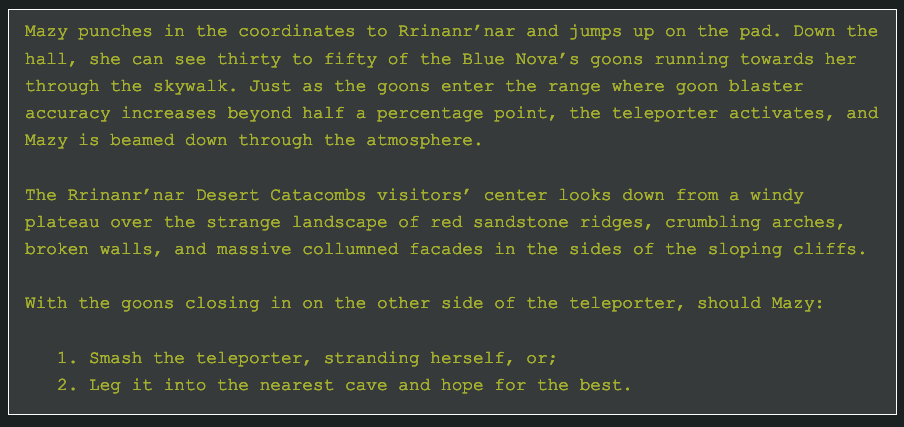 Mazy punches in the coordinates to Rrinanr’nar and jumps up on the pad. Down the
hall, she can see thirty to fifty of the Blue Nova’s goons running towards her
through the skywalk. Just as the goons enter the range where goon blaster
accuracy increases beyond half a percentage point, the teleporter activates, and
Mazy is beamed down through the atmosphere.
The Rrinanr’nar Desert Catacombs visitors’ center looks down from a windy
plateau over the strange landscape of red sandstone ridges, crumbling arches,
broken walls, and massive collumned facades in the sides of the sloping cliffs.
With the goons closing in on the other side of the teleporter, should Mazy:
1. Smash the teleporter, stranding herself, or;
2. Leg it into the nearest cave and hope for the best.